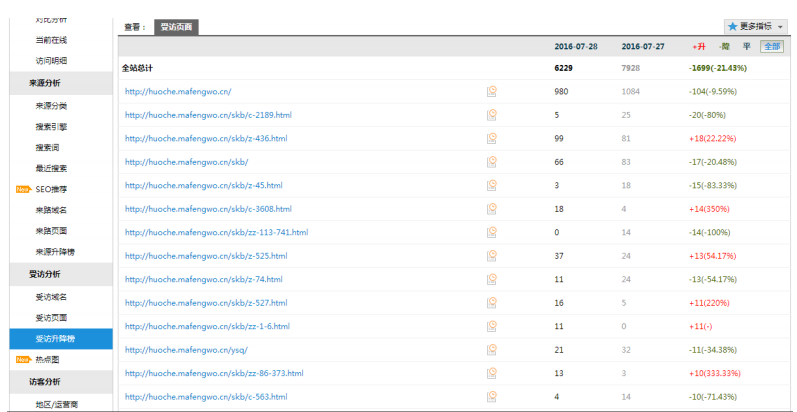 对比分析
当前在线
访问明细
来源分析
来源分类
搜索引擎
搜索词
最近搜索
New SEO推荐
来路域名
来路页面
来源升降榜
受访分析
受访域名
受访页面
受访升降榜
New 热点图
访客分析
地区/运营商
查看： 受访页面 更多指标
2016-07-28 2016-07-27 +升 -降 平 全部
全站总计 6229 7928 -1699(-21.43%)
http://huoche.mafengwo.cn/ 980 1084 -104(-9.59%)
http://huoche.mafengwo.cn/skb/c-2189.html 5 25 -20(-80%)
http://huoche.mafengwo.cn/skb/z-436.html 99 81 +18(22.22%)
http://huoche.mafengwo.cn/skb/ 66 83 -17(-20.48%)
http://huoche.mafengwo.cn/skb/z-45.html 3 18 -15(-83.33%)
http://huoche.mafengwo.cn/skb/c-3608.html 18 4 +14(350%)
http://huoche.mafengwo.cn/skb/zz-113-741.html 0 14 -14(-100%)
http://huoche.mafengwo.cn/skb/z-525.html 37 24 +13(54.17%)
http://huoche.mafengwo.cn/skb/z-74.html 11 24 -13(-54.17%)
http://huoche.mafengwo.cn/skb/z-527.html 16 5 +11(220%)
http://huoche.mafengwo.cn/skb/zz-1-6.html 11 0 +11(-)
http://huoche.mafengwo.cn/ysq/ 21 32 -11(-34.38%)
http://huoche.mafengwo.cn/skb/zz-86-373.html 13 3 +10(333.33%)
http://huoche.mafengwo.cn/skb/c-563.html 4 14 -10(-71.43%)